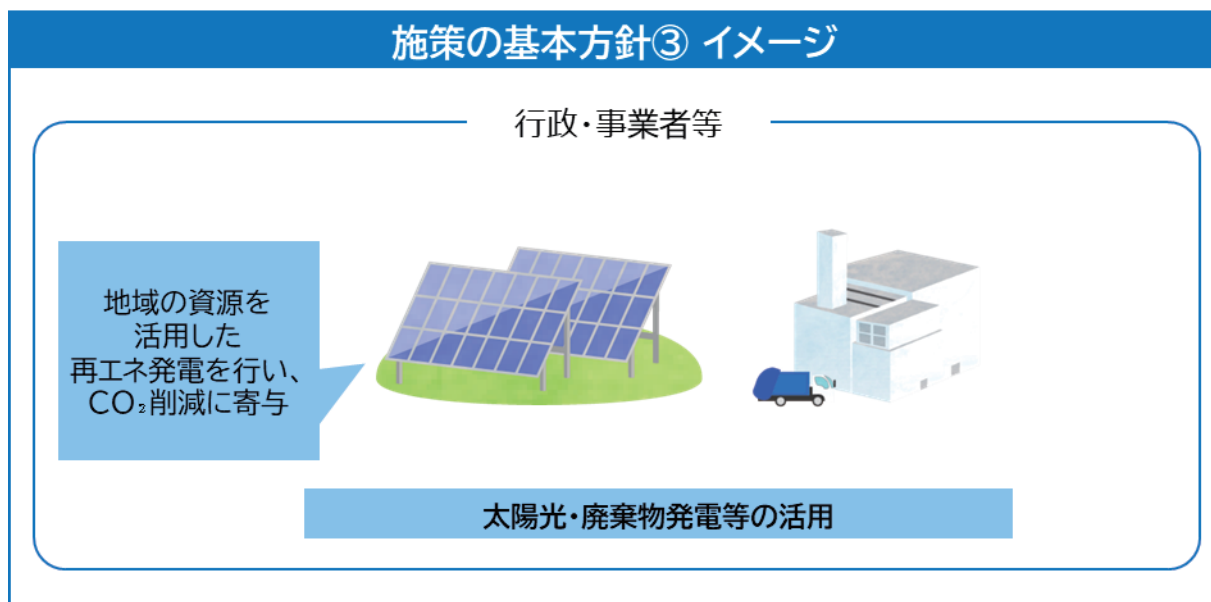 施策の基本方針③ イメージ
行政・事業者等
地域の資源を
活用した
再エネ発電を行い、
CO₂削減に寄与
太陽光・廃棄物発電等の活用